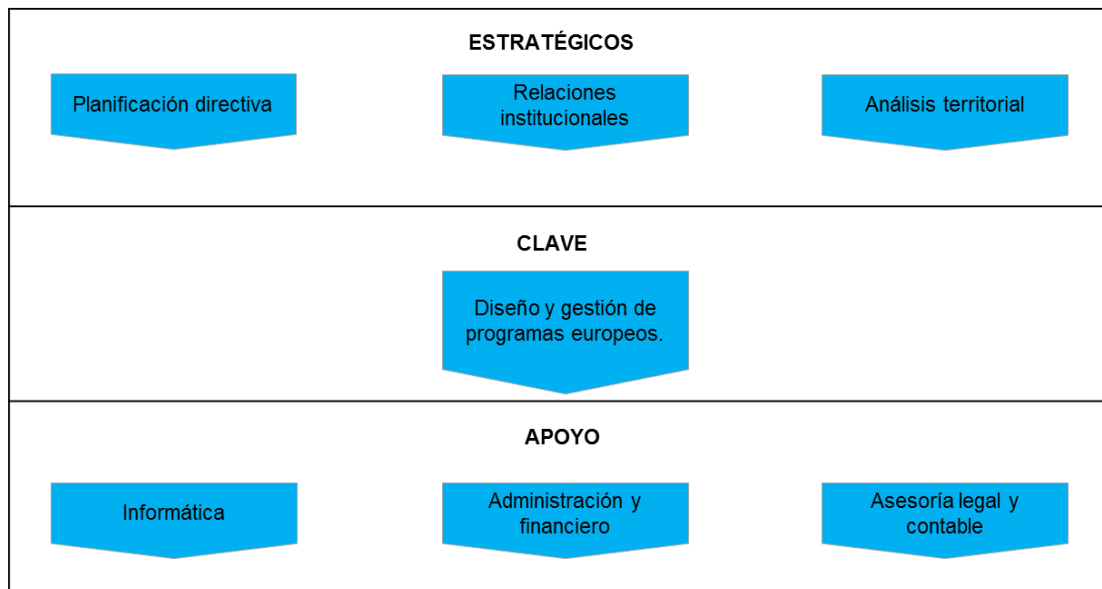 ESTRATÉGICOS
Planificación directiva
Relaciones
institucionales
Análisis territorial
CLAVE
Diseño y gestión de
programas europeos.
APOYO
Informática
Administración y
financiero
Asesoría legal y
contable